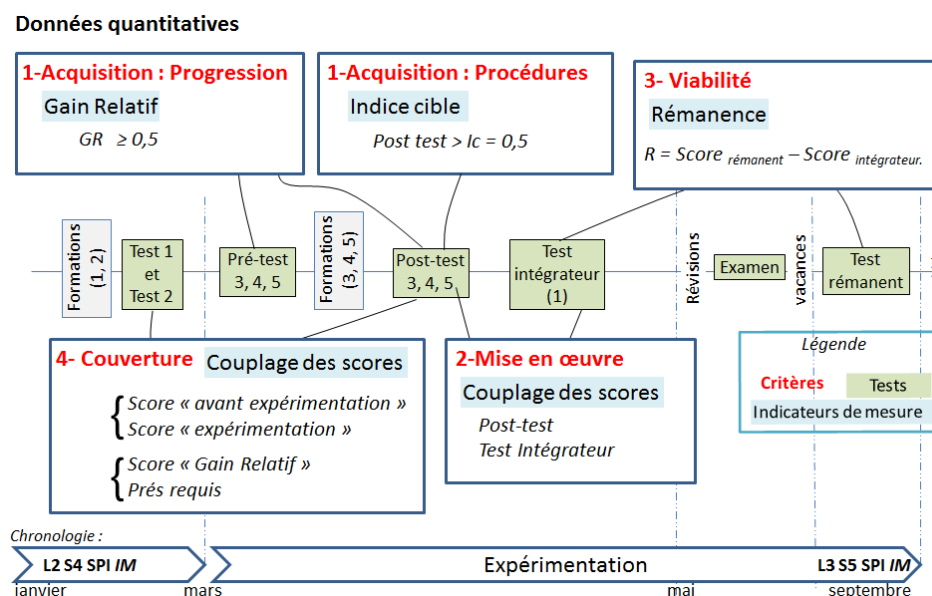 Données quantitatives
1-Acquisition : Progression
Gain Relatif
GR ≥ 0,5
1-Acquisition : Procédures
Indice cible
Post test > Ic = 0,5
3- Viabilité
Rémanence
R = Score rémanent – Score intégrateur.
Formations
(1, 2)
Test 1
et
Test 2
Pré-test
3, 4, 5
Formations
(3, 4, 5)
Post-test
3, 4, 5
Test
intégrateur
(1)
Révisions
Examen
vacances
Test
rémanent
4- Couverture
Couplage des scores
Score « avant expérimentation »
Score « expérimentation »
Score « Gain Relatif »
Prés requis
2-Mise en œuvre
Couplage des scores
Post-test
Test Intégrateur
Légende
Critères
Tests
Indicateurs de mesure
Chronologie :
L2 S4 SPI IM
Expérimentation
L3 S5 SPI IM
janvier
mars
mai
septembre